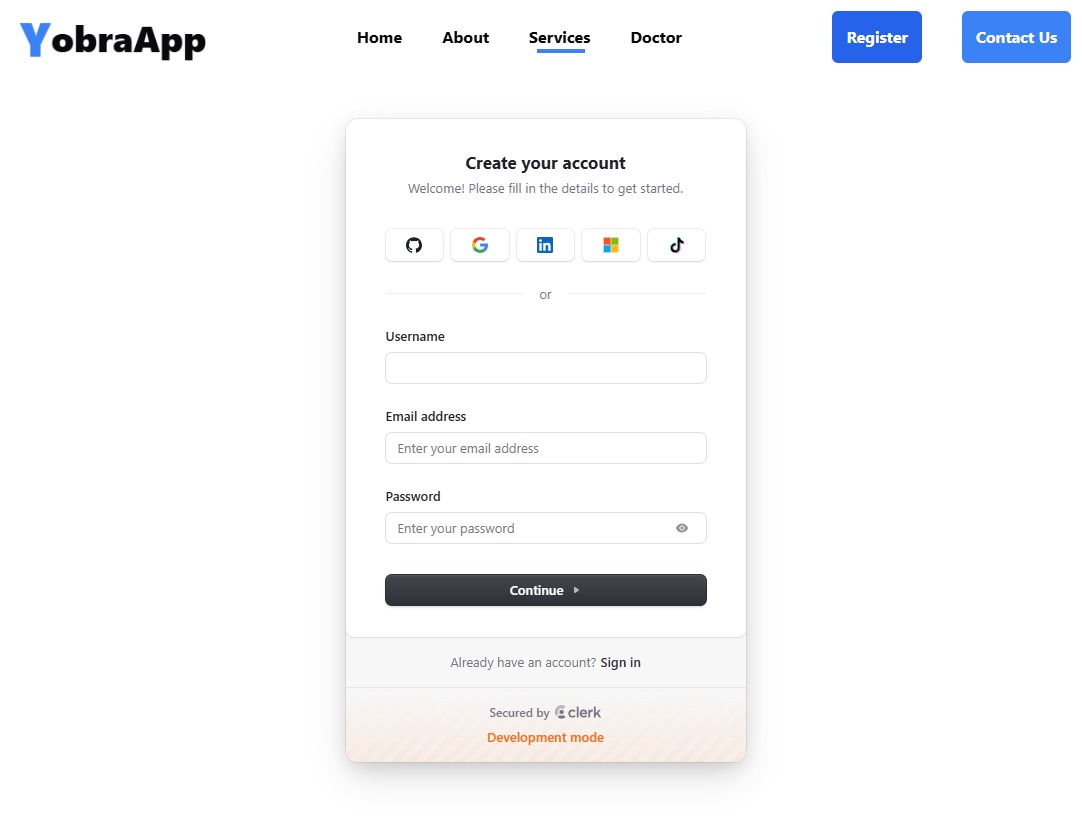 YobraApp
Home About Services Doctor
Register
Contact Us
Create your account
Welcome! Please fill in the details to get started.
in
or
Username
Email address
Enter your email address
Password
Enter your password
Continue
Already have an account? Sign in
Secured by clerk
Development mode